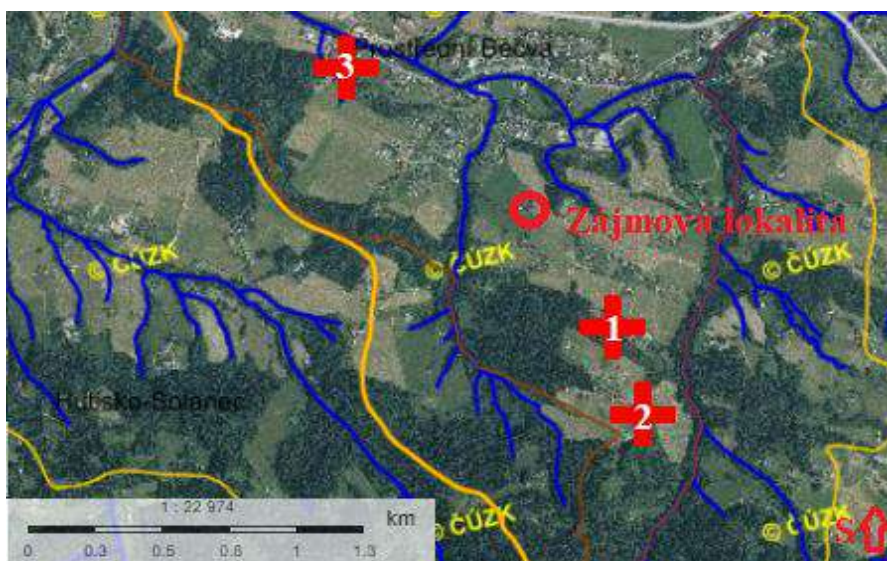 Prostřední Bečva
3
Zájmová lokalita
© ČÚZK
© ČÚZK
© ČÚZK
1
Hutisko-Solanec
2
1 : 22 974
km
0 0.3 0.5 0.8 1 1.3
© ČÚZK
© ČÚZK
S